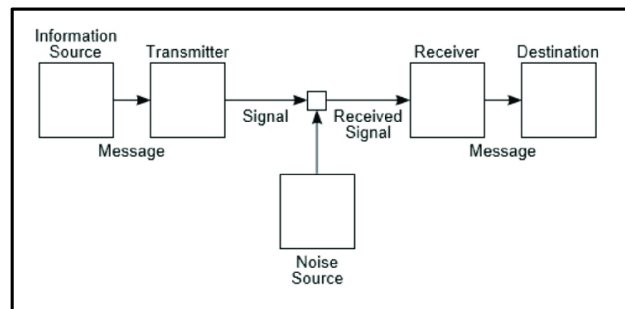 Information
Source
Transmitter
Receiver
Destination
Signal
Received
Signal
Message
Message
Noise
Source